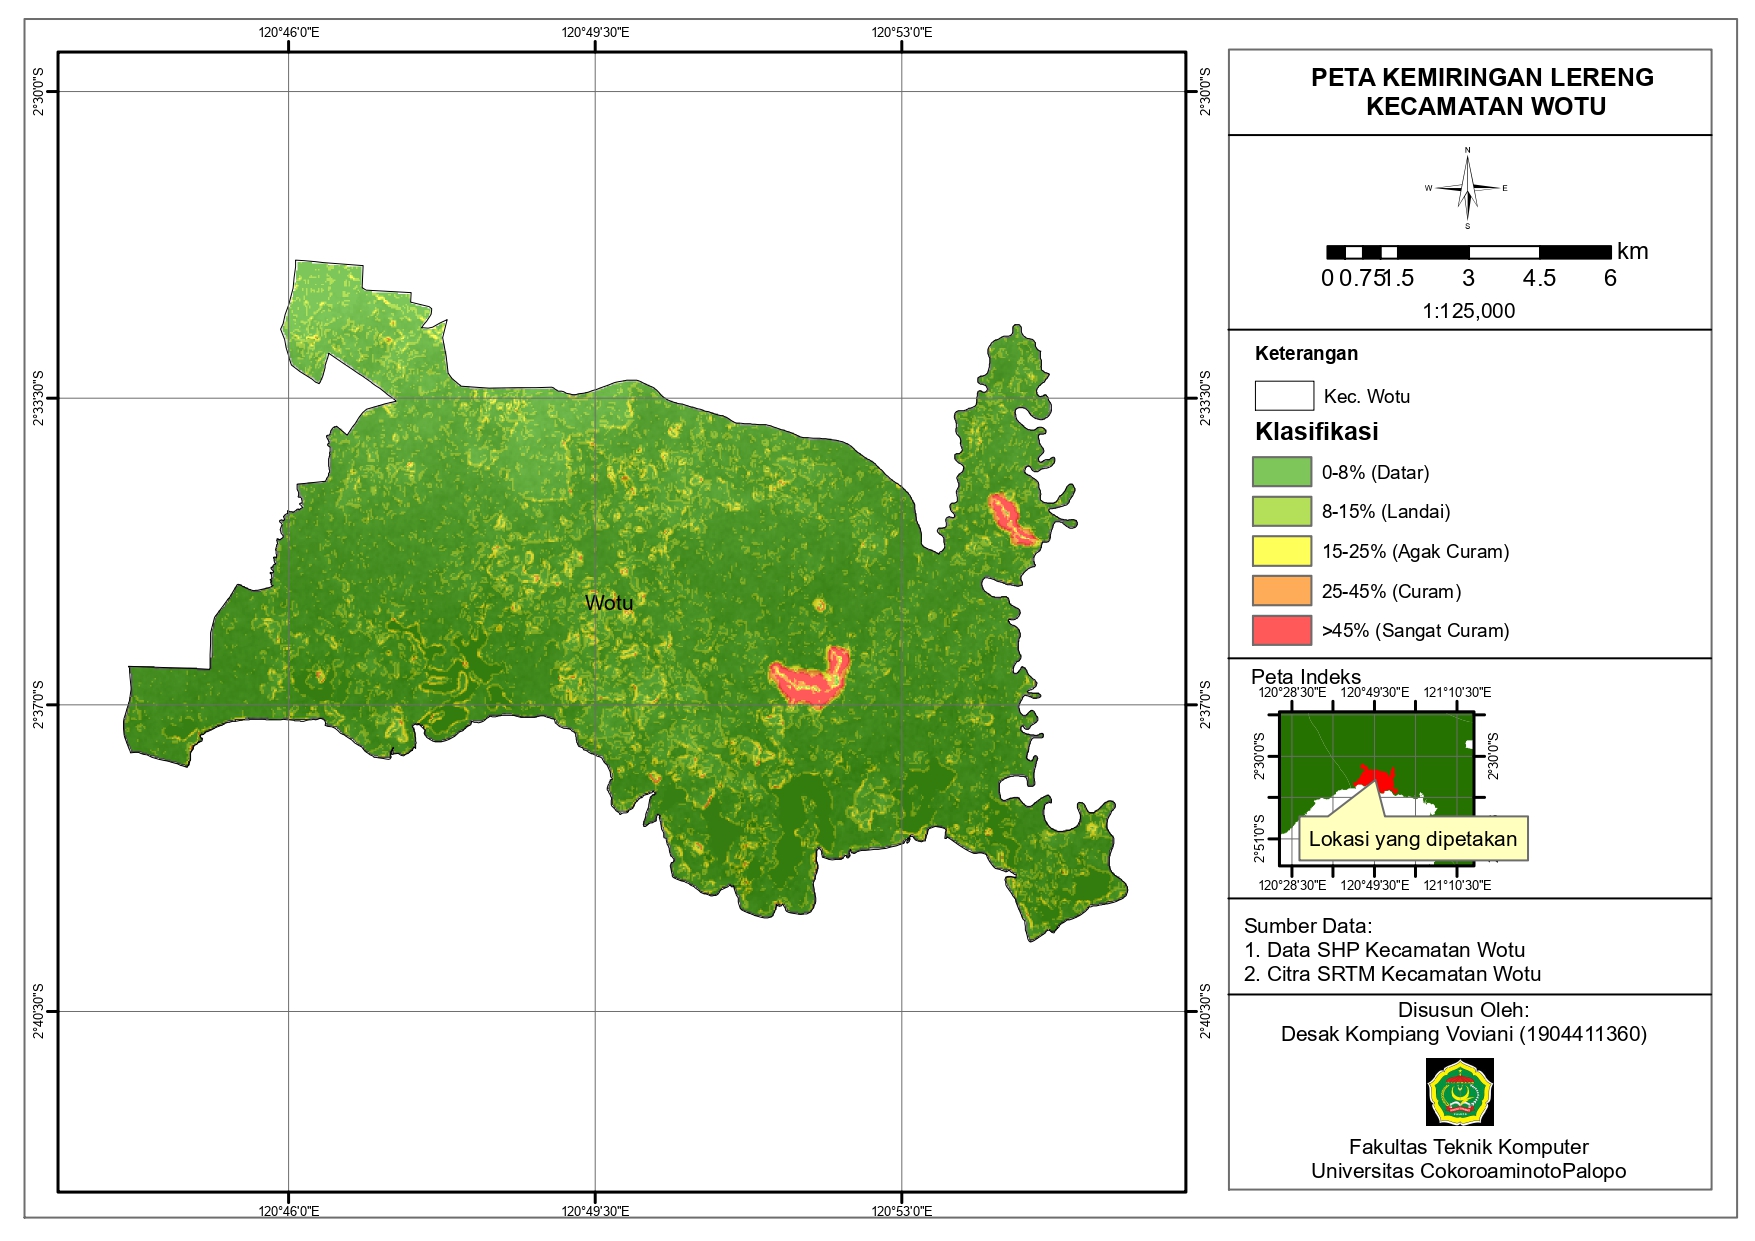 120°46'0"E
120°49'30"E
120°53'0"E
2°30'0"S
2°30'0"S
2°33'30"S
2°33'30"S
Wotu
2°37'0"S
2°37'0"S
2°40'30"S
2°40'30"S
120°46'0"E
120°49'30"E
120°53'0"E
PETA KEMIRINGAN LERENG
KECAMATAN WOTU
N
W
E
S
km
0 0.75 1.5 3 4.5 6
1:125,000
Keterangan
Kec. Wotu
Klasifikasi
0-8% (Datar)
8-15% (Landai)
15-25% (Agak Curam)
25-45% (Curam)
>45% (Sangat Curam)
Peta Indeks
120°28'30"E 120°49'30"E 121°10'30"E
2°30'0"S
2°30'0"S
2°51'0"S
Lokasi yang dipetakan
120°28'30"E 120°49'30"E 121°10'30"E
Sumber Data:
1. Data SHP Kecamatan Wotu
2. Citra SRTM Kecamatan Wotu
Disusun Oleh:
Desak Kompiang Voviani (1904411360)
Fakultas Teknik Komputer
Universitas CokoroaminotoPalopo